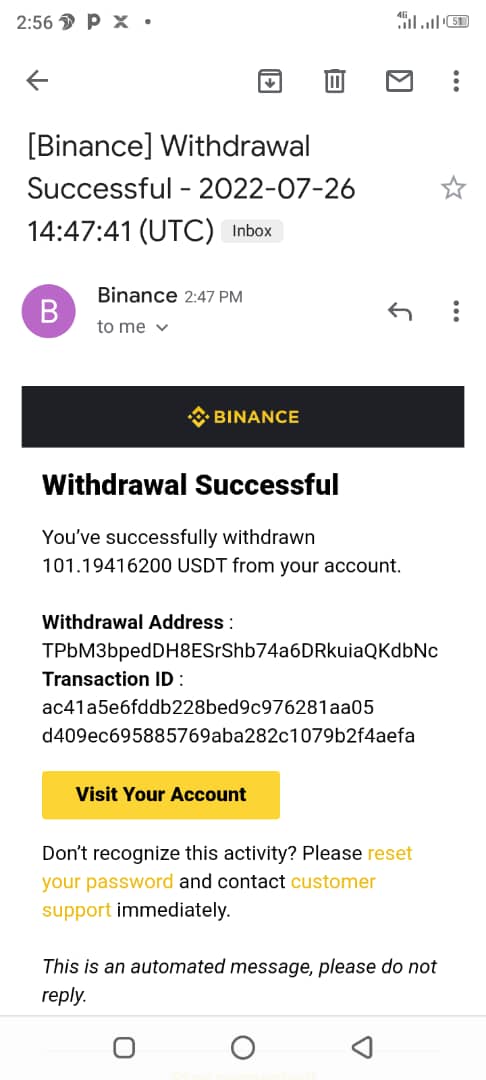 2:56
4G
51
[Binance] Withdrawal
Successful - 2022-07-26
14:47:41 (UTC) Inbox
B
Binance 2:47 PM
to me
BINANCE
Withdrawal Successful
You've successfully withdrawn
101.19416200 USDT from your account.
Withdrawal Address :
TPbM3bpedDH8ESrShb74a6DRkuiaQKdbNc
Transaction ID :
ac41a5e6fddb228bed9c976281aa05
d409ec695885769aba282c1079b2f4aefa
Visit Your Account
Don't recognize this activity? Please reset
your password and contact customer
support immediately.
This is an automated message, please do not
reply.